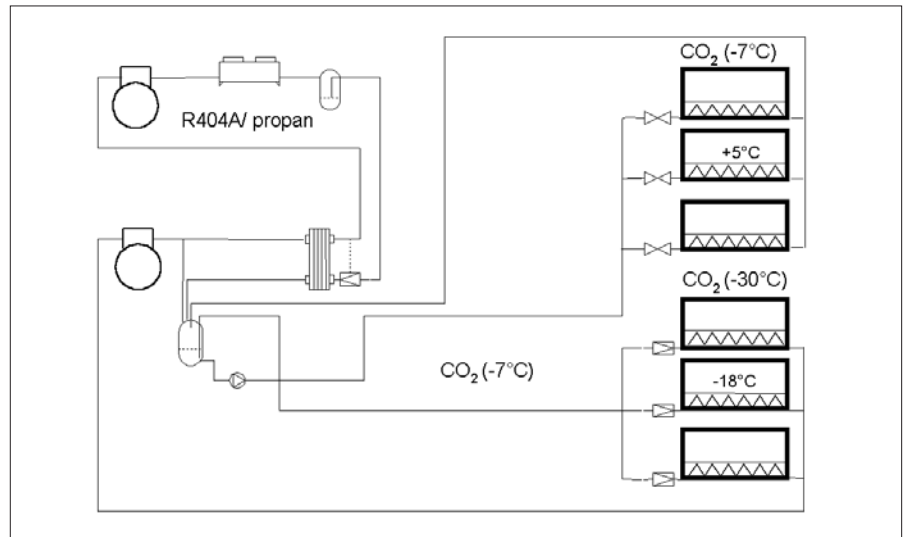 CO₂ (-7°C)
R404A/ propan
+5°C
CO₂ (-30°C)
CO₂ (-7°C)
-18°C